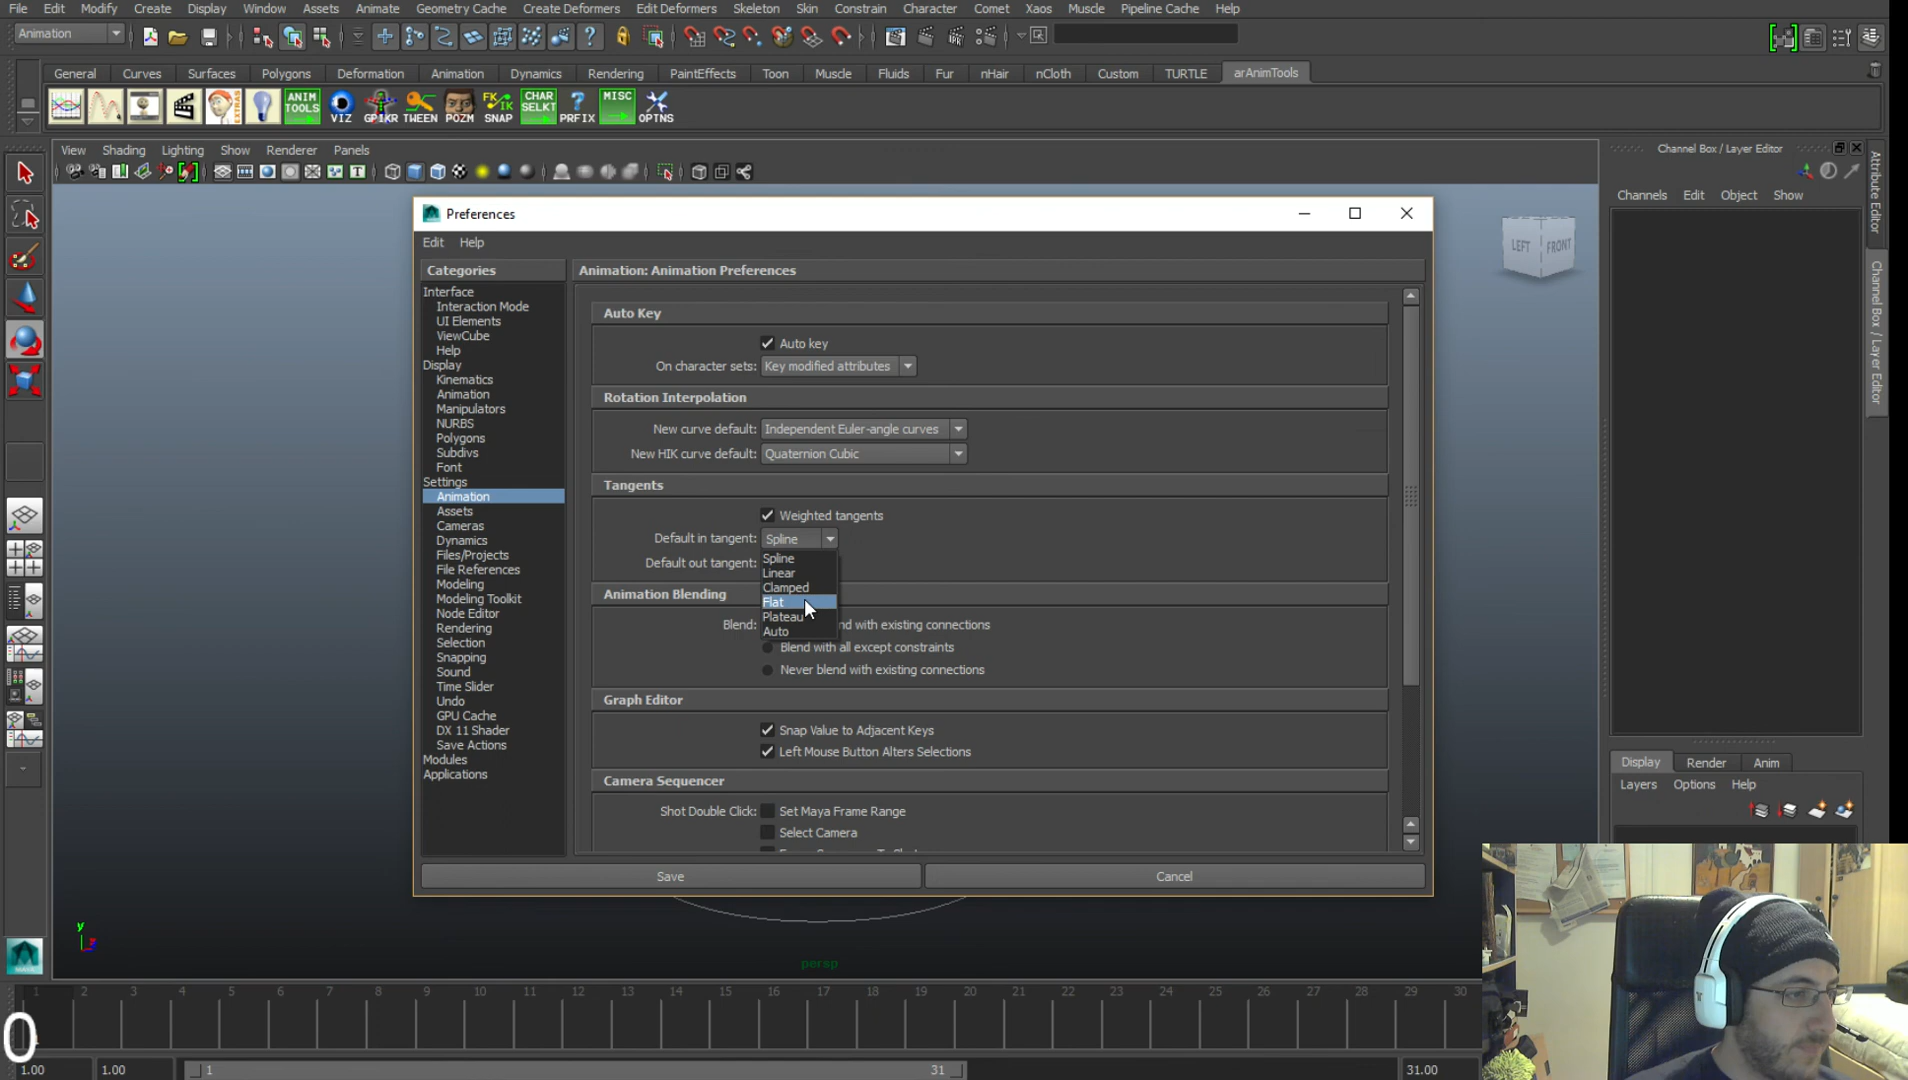 File Edit Modify Create Display Window Assets Animate Geometry Cache Create Deformers Edit Deformers Skeleton Skin Constrain Character Comet Xaos Muscle Pipeline Cache Help
Animation
General Curves Surfaces Polygons Deformation Animation Dynamics Rendering PaintEffects Toon Muscle Fluids Fur nHair nCloth Custom TURTLE arAnimTools
ANIM TOOLS VIZ GPIKR TWEEN POZM FK/IK SNAP CHAR SELKT PRFIX MISC OPTNS
View Shading Lighting Show Renderer Panels
Channel Box / Layer Editor
Channels Edit Object Show
Attribute Editor
Channel Box / Layer Editor
LEFT FRONT
Preferences
Edit Help
Categories
Interface
Interaction Mode
UI Elements
ViewCube
Help
Display
Kinematics
Animation
Manipulators
NURBS
Polygons
Subdivs
Font
Settings
Animation
Assets
Cameras
Dynamics
Files/Projects
File References
Modeling
Modeling Toolkit
Node Editor
Rendering
Selection
Snapping
Sound
Time Slider
Undo
GPU Cache
DX 11 Shader
Save Actions
Modules
Applications
Animation: Animation Preferences
Auto Key
Auto key
On character sets: Key modified attributes
Rotation Interpolation
New curve default: Independent Euler-angle curves
New HIK curve default: Quaternion Cubic
Tangents
Weighted tangents
Default in tangent: Spline
Default out tangent:
Spline
Linear
Clamped
Flat
Plateau
Auto
Animation Blending
Blend: nd with existing connections
Blend with all except constraints
Never blend with existing connections
Graph Editor
Snap Value to Adjacent Keys
Left Mouse Button Alters Selections
Camera Sequencer
Shot Double Click: Set Maya Frame Range
Select Camera
Save Cancel
Display Render Anim
Layers Options Help
y
z
persp
1 2 3 4 5 6 7 8 9 10 11 12 13 14 15 16 17 18 19 20 21 22 23 24 25 26 27 28 29 30
0
1.00 1.00 1 31 31.00